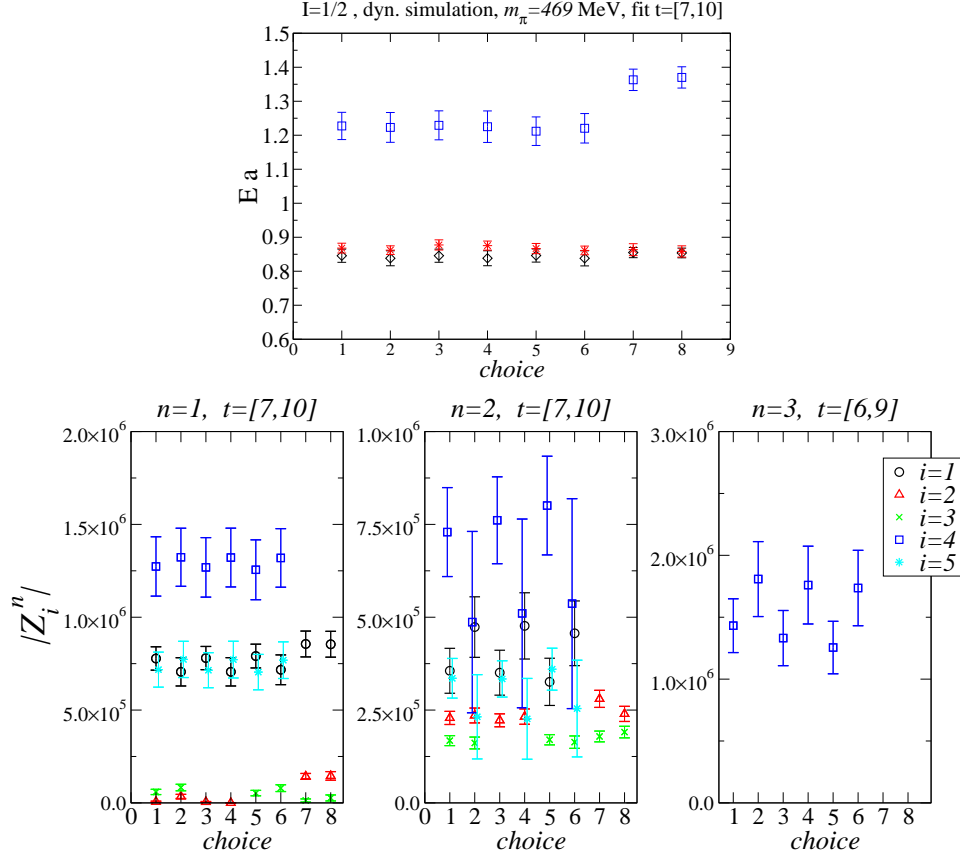 I=1/2 , dyn. simulation, m_π=469 MeV, fit t=[7,10]
E a
1.5
1.4
1.3
1.2
1.1
1
0.9
0.8
0.7
0.6
0 1 2 3 4 5 6 7 8 9
choice
n=1, t=[7,10]
n=2, t=[7,10]
n=3, t=[6,9]
|Z_i^n|
2.0×10^6
1.5×10^6
1.0×10^6
5.0×10^5
0.0
0 1 2 3 4 5 6 7 8
choice
1.0×10^6
7.5×10^5
5.0×10^5
2.5×10^5
0.0
0 1 2 3 4 5 6 7 8
choice
3.0×10^6
2.0×10^6
1.0×10^6
0.0
1 2 3 4 5 6 7 8
choice
i=1
i=2
i=3
i=4
i=5